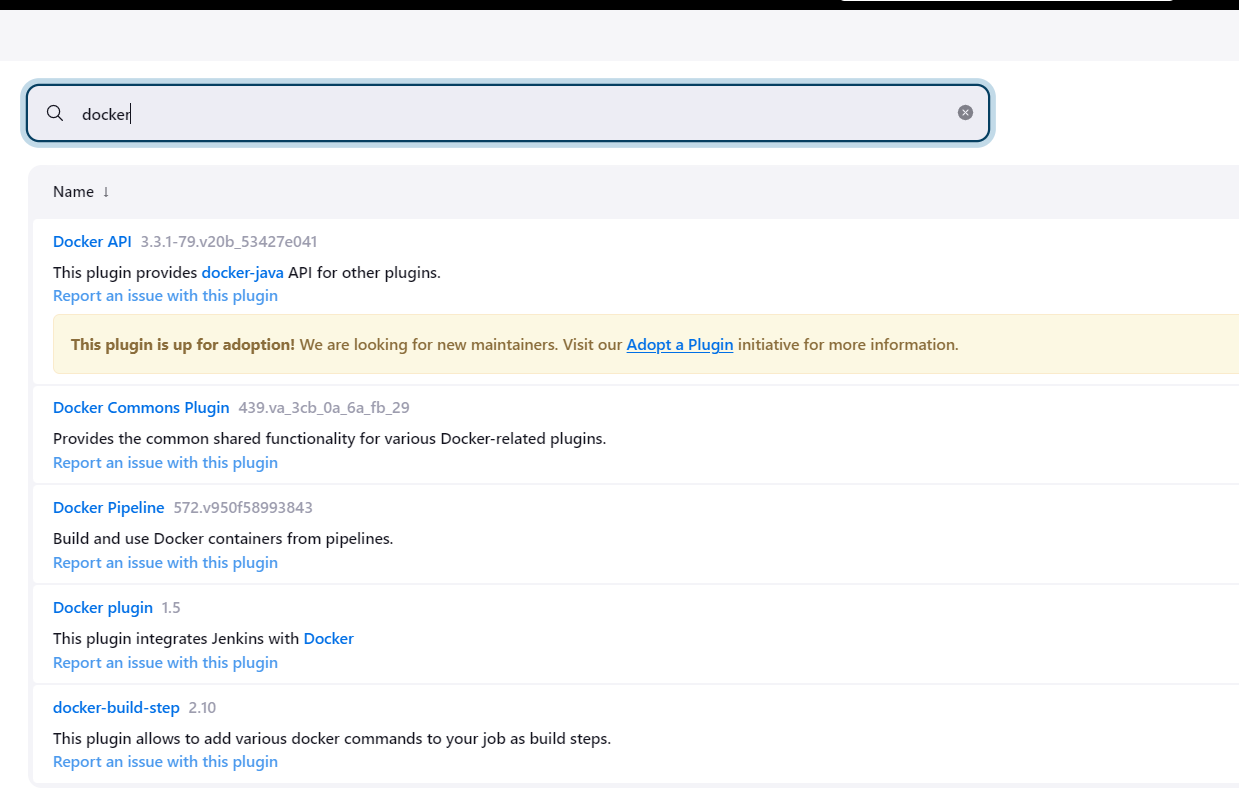 docker
Name ↓
Docker API 3.3.1-79.v20b_53427e041
This plugin provides docker-java API for other plugins.
Report an issue with this plugin
This plugin is up for adoption! We are looking for new maintainers. Visit our Adopt a Plugin initiative for more information.
Docker Commons Plugin 439.va_3cb_0a_6a_fb_29
Provides the common shared functionality for various Docker-related plugins.
Report an issue with this plugin
Docker Pipeline 572.v950f58993843
Build and use Docker containers from pipelines.
Report an issue with this plugin
Docker plugin 1.5
This plugin integrates Jenkins with Docker
Report an issue with this plugin
docker-build-step 2.10
This plugin allows to add various docker commands to your job as build steps.
Report an issue with this plugin